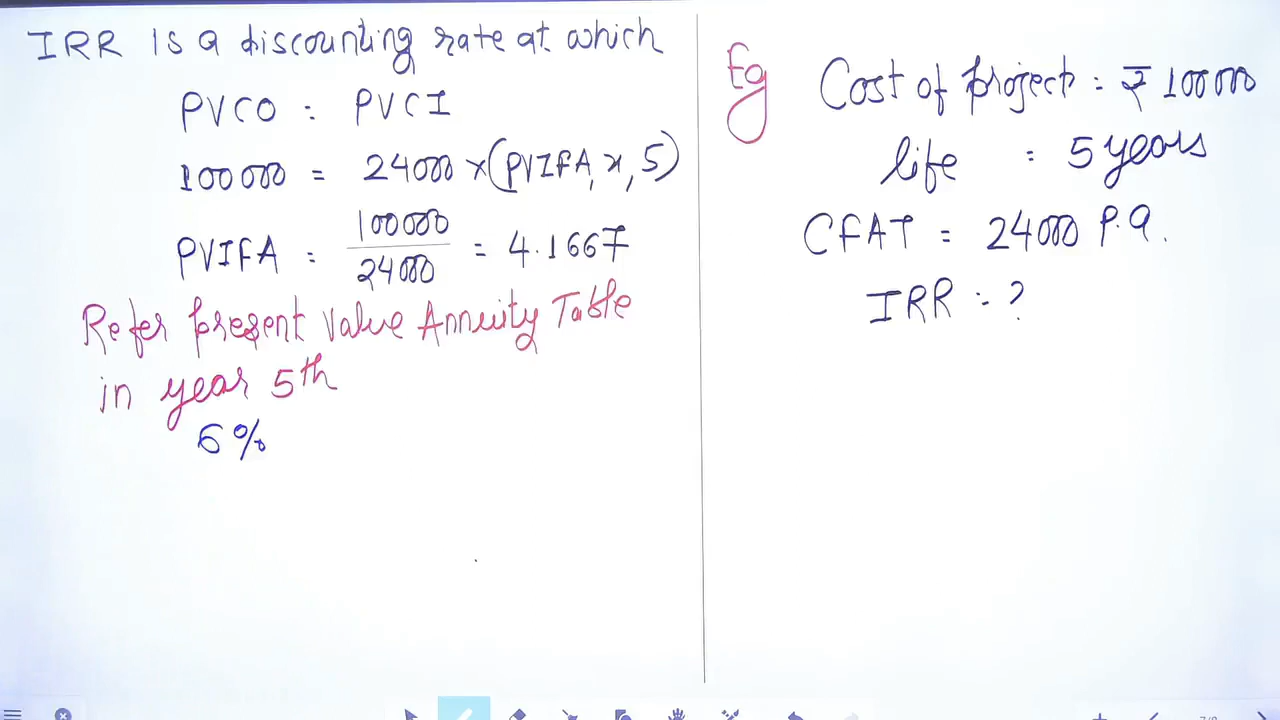 IRR is a discounting rate at which
PVCO = PVCI
100000 = 24000 × (PVIFA, x, 5)
PVIFA = 100000/24000 = 4.1667
Refer present value Annuity Table
in year 5th
6%
Eg Cost of project = ₹ 100000
life = 5 years
CFAT = 24000 P.a.
IRR = ?